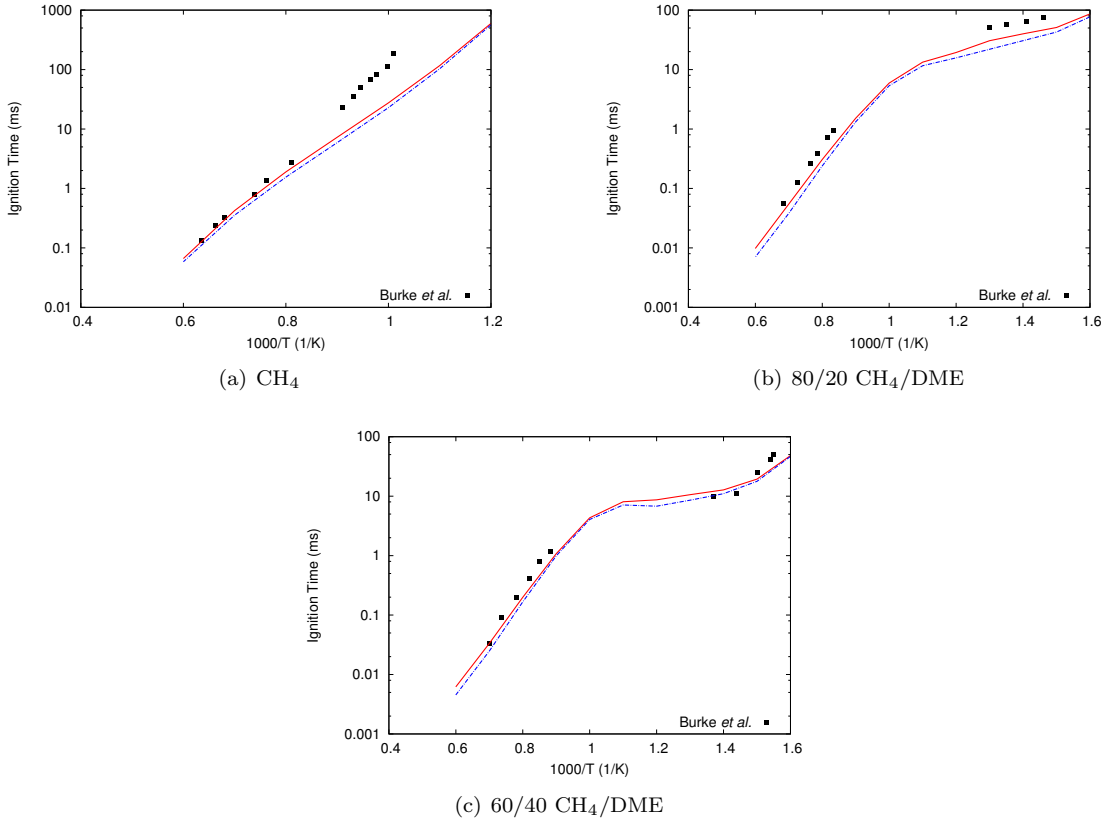 1000
100
10
1
0.1
0.01
Ignition Time (ms)
Burke et al.
0.4 0.6 0.8 1 1.2
1000/T (1/K)
(a) CH₄
100
10
1
0.1
0.01
0.001
Ignition Time (ms)
Burke et al.
0.4 0.6 0.8 1 1.2 1.4 1.6
1000/T (1/K)
(b) 80/20 CH₄/DME
100
10
1
0.1
0.01
0.001
Ignition Time (ms)
Burke et al.
0.4 0.6 0.8 1 1.2 1.4 1.6
1000/T (1/K)
(c) 60/40 CH₄/DME